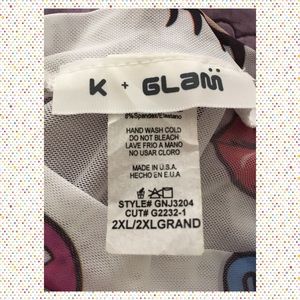 K + GLAM
8%Spandex/Elastano
HAND WASH COLD
DO NOT BLEACH
LAVE FRIO A MANO
NO USAR CLORO
MADE IN U.S.A.
HECHO EN E.U.A
STYLE# GNJ3204
CUT# G2232-1
2XL/2XLGRAND